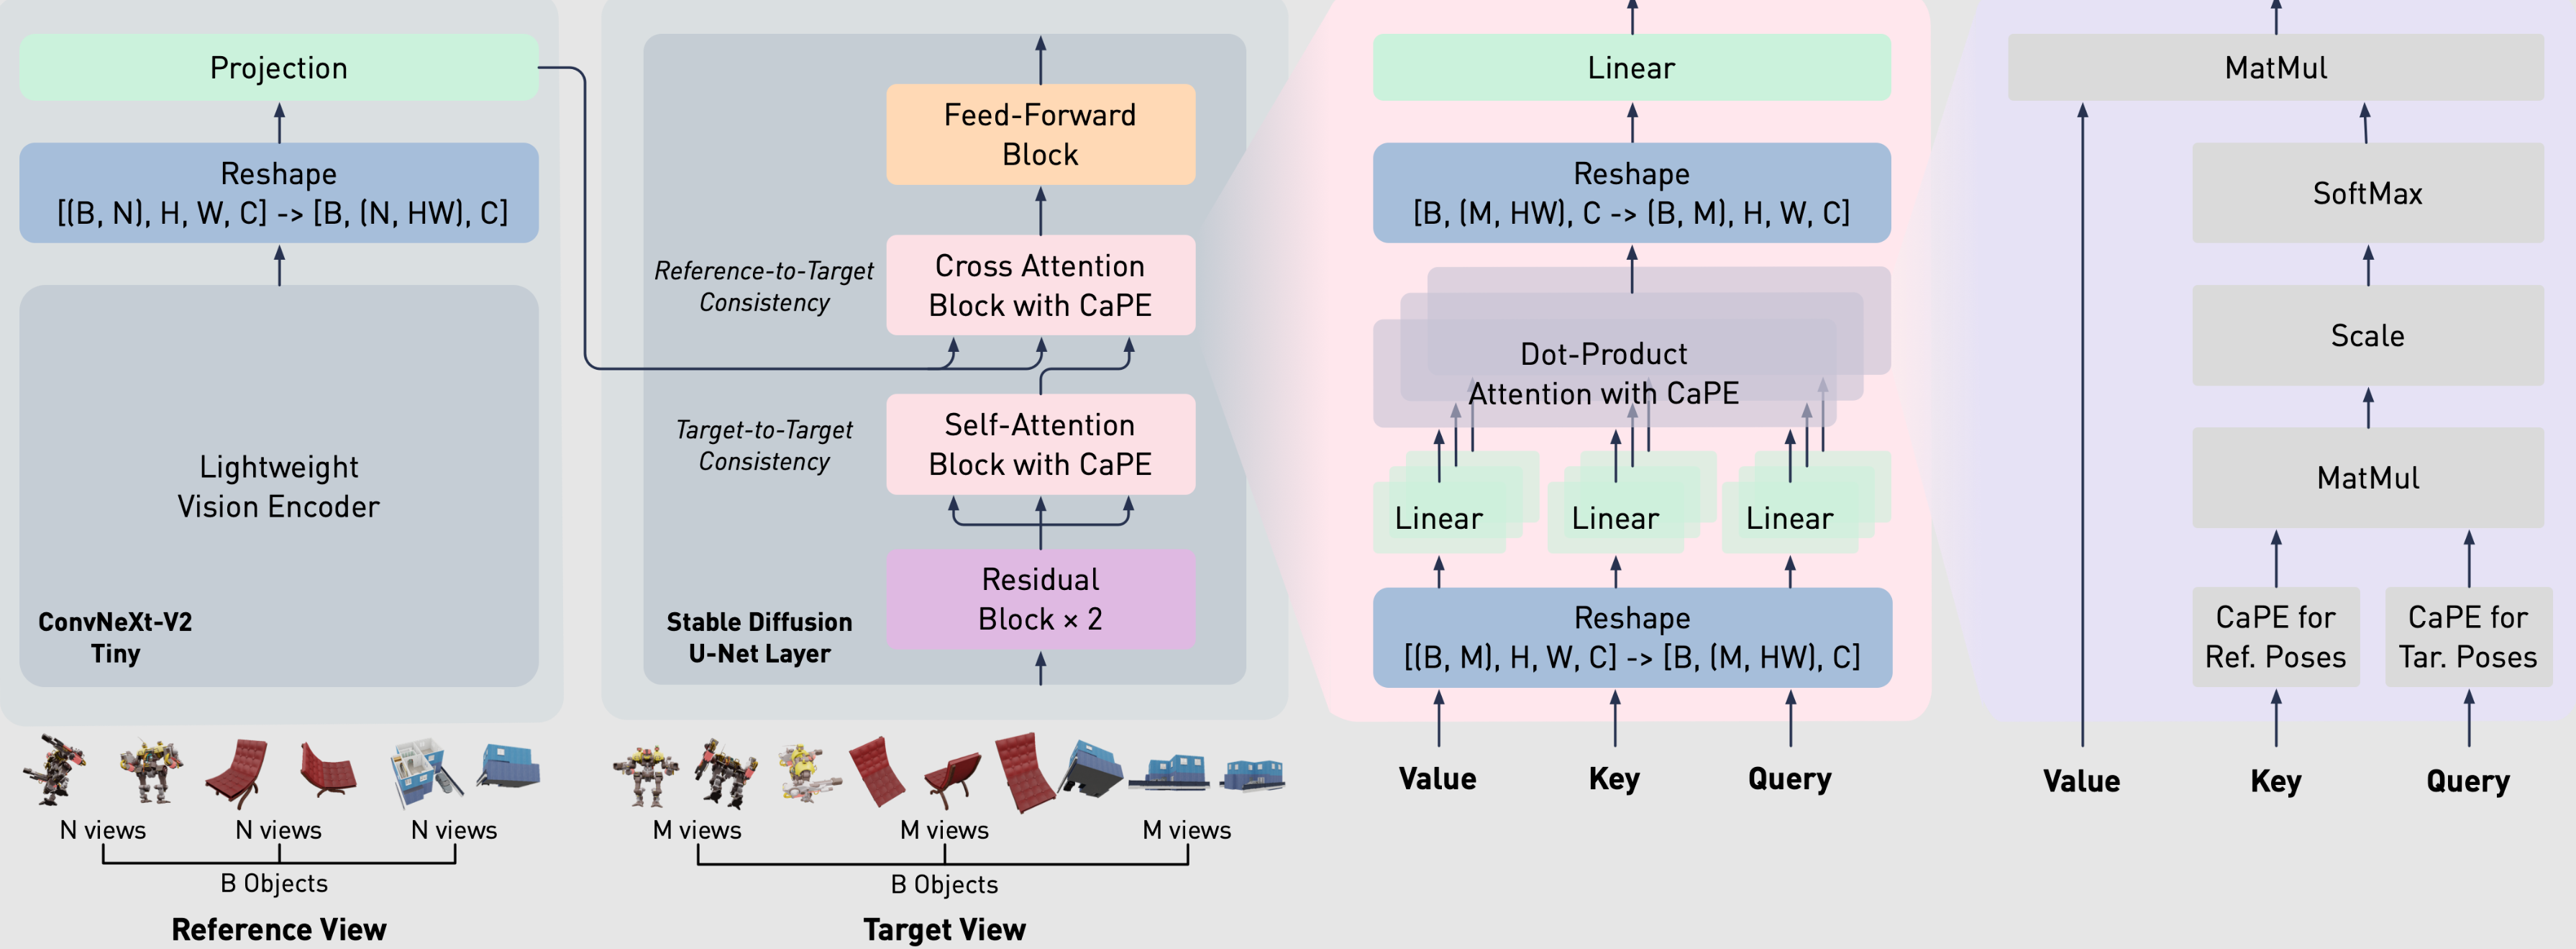 Projection
Reshape
[(B, N), H, W, C] -> [B, (N, HW), C]
Lightweight
Vision Encoder
ConvNeXt-V2
Tiny
N views
N views
N views
B Objects
Reference View
Feed-Forward
Block
Reference-to-Target
Consistency
Cross Attention
Block with CaPE
Target-to-Target
Consistency
Self-Attention
Block with CaPE
Residual
Block × 2
Stable Diffusion
U-Net Layer
M views
M views
M views
B Objects
Target View
Linear
Reshape
[B, (M, HW), C -> (B, M), H, W, C]
Dot-Product
Attention with CaPE
Linear
Linear
Linear
Reshape
[(B, M), H, W, C] -> [B, (M, HW), C]
Value
Key
Query
MatMul
SoftMax
Scale
MatMul
CaPE for
Ref. Poses
CaPE for
Tar. Poses
Value
Key
Query